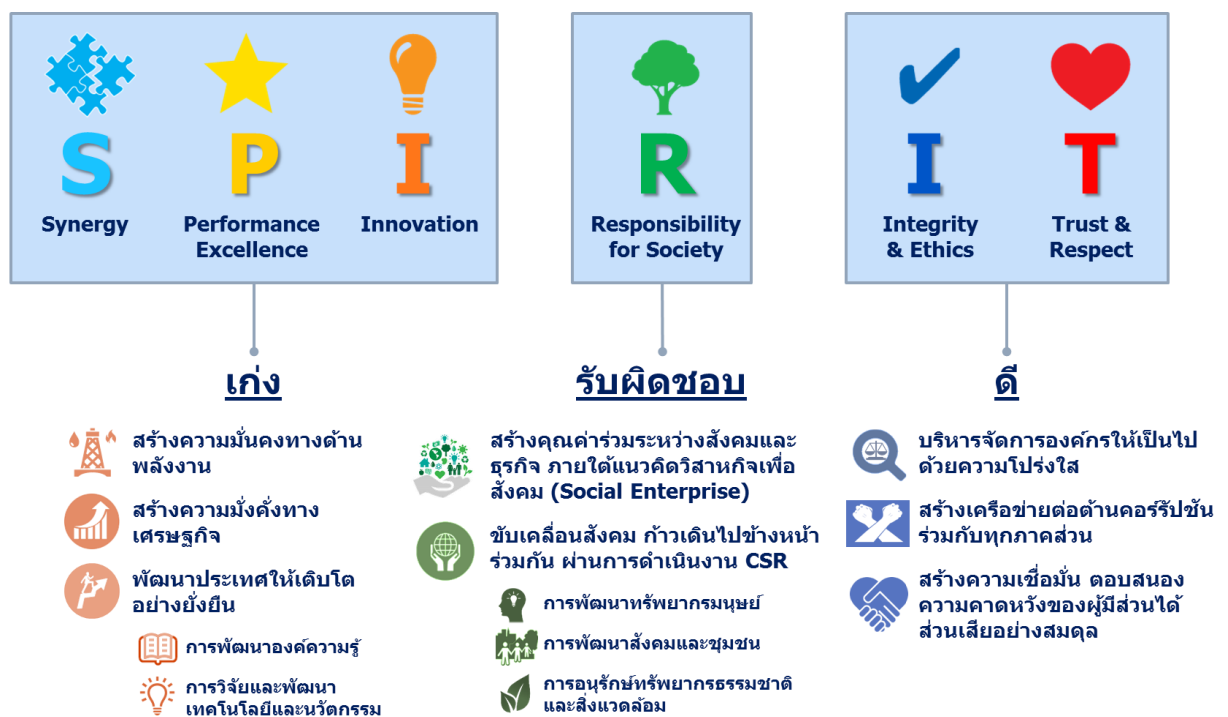 S
Synergy
P
Performance
Excellence
I
Innovation
R
Responsibility
for Society
I
Integrity
& Ethics
T
Trust &
Respect
เก่ง
สร้างความมั่นคงทางด้าน
พลังงาน
สร้างความมั่งคั่งทาง
เศรษฐกิจ
พัฒนาประเทศให้เติบโต
อย่างยั่งยืน
การพัฒนาองค์ความรู้
การวิจัยและพัฒนา
เทคโนโลยีและนวัตกรรม
รับผิดชอบ
สร้างคุณค่าร่วมระหว่างสังคมและ
ธุรกิจ ภายใต้แนวคิดวิสาหกิจเพื่อ
สังคม (Social Enterprise)
ขับเคลื่อนสังคม ก้าวเดินไปข้างหน้า
ร่วมกัน ผ่านการดำเนินงาน CSR
การพัฒนาทรัพยากรมนุษย์
การพัฒนาสังคมและชุมชน
การอนุรักษ์ทรัพยากรธรรมชาติ
และสิ่งแวดล้อม
ดี
บริหารจัดการองค์กรให้เป็นไป
ด้วยความโปร่งใส
สร้างเครือข่ายต่อต้านคอร์รัปชัน
ร่วมกับทุกภาคส่วน
สร้างความเชื่อมั่น ตอบสนอง
ความคาดหวังของผู้มีส่วนได้
ส่วนเสียอย่างสมดุล